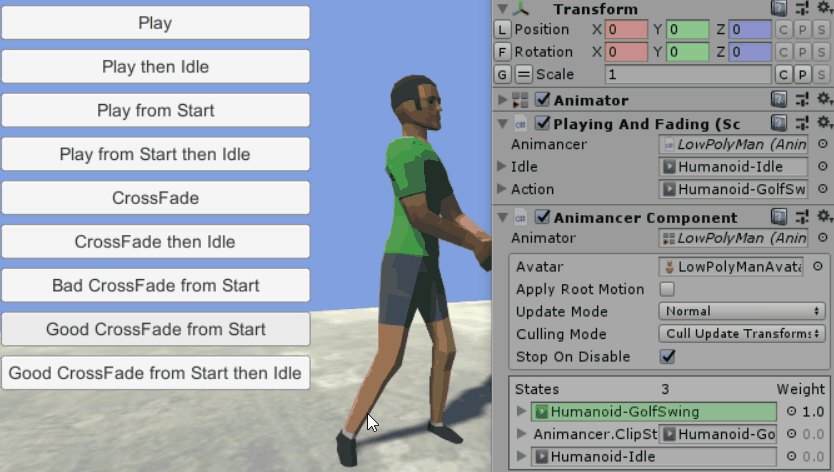 Play
Play then Idle
Play from Start
Play from Start then Idle
CrossFade
CrossFade then Idle
Bad CrossFade from Start
Good CrossFade from Start
Good CrossFade from Start then Idle
Transform
L Position X 0 Y 0 Z 0 C P S
F Rotation X 0 Y 0 Z 0 C P S
G = Scale 1 C P S
Animator
Playing And Fading (Sc
Animancer LowPolyMan (Anin
Idle Humanoid-Idle
Action Humanoid-GolfSw
Animancer Component
Animator LowPolyMan (Anin
Avatar LowPolyManAvata
Apply Root Motion
Update Mode Normal
Culling Mode Cull Update Transforms
Stop On Disable
States 3 Weight
Humanoid-GolfSwing 1.0
Animancer.ClipSt Humanoid-Go 0.0
Humanoid-Idle 0.0